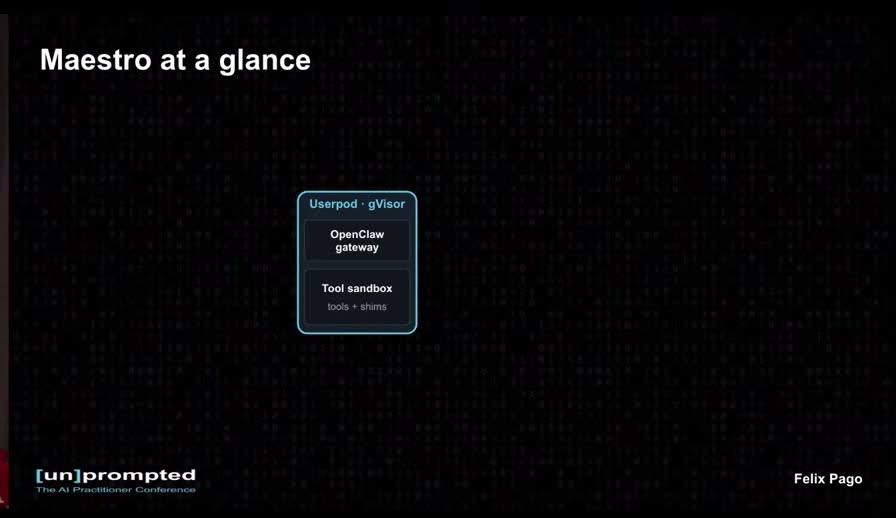 Maestro at a glance
Userpod · gVisor
OpenClaw
gateway
Tool sandbox
tools + shims
[un]prompted
The AI Practitioner Conference
Felix Pago